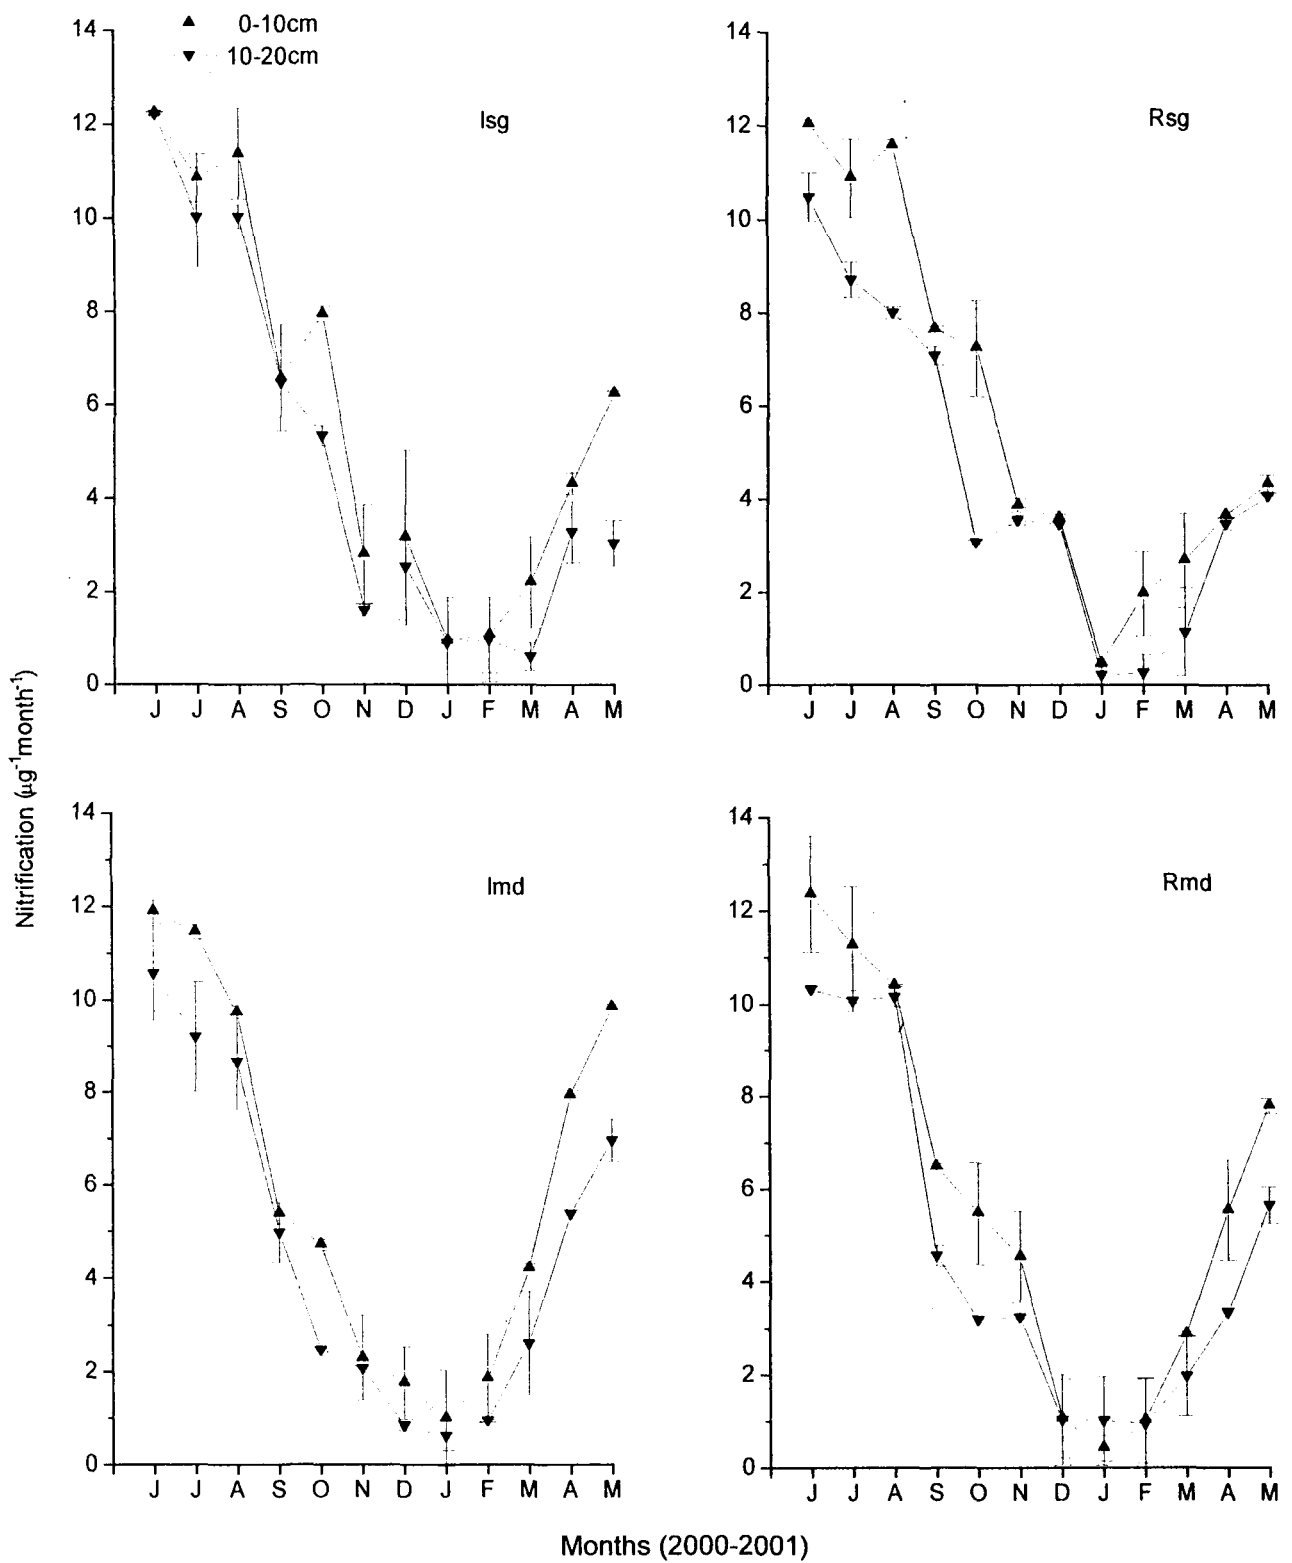 0-10cm
10-20cm
Isg
14
12
10
8
6
4
2
0
J J A S O N D J F M A M
Rsg
14
12
10
8
6
4
2
0
J J A S O N D J F M A M
Nitrification (µg⁻¹month⁻¹)
Imd
14
12
10
8
6
4
2
0
J J A S O N D J F M A M
Rmd
14
12
10
8
6
4
2
0
J J A S O N D J F M A M
Months (2000-2001)